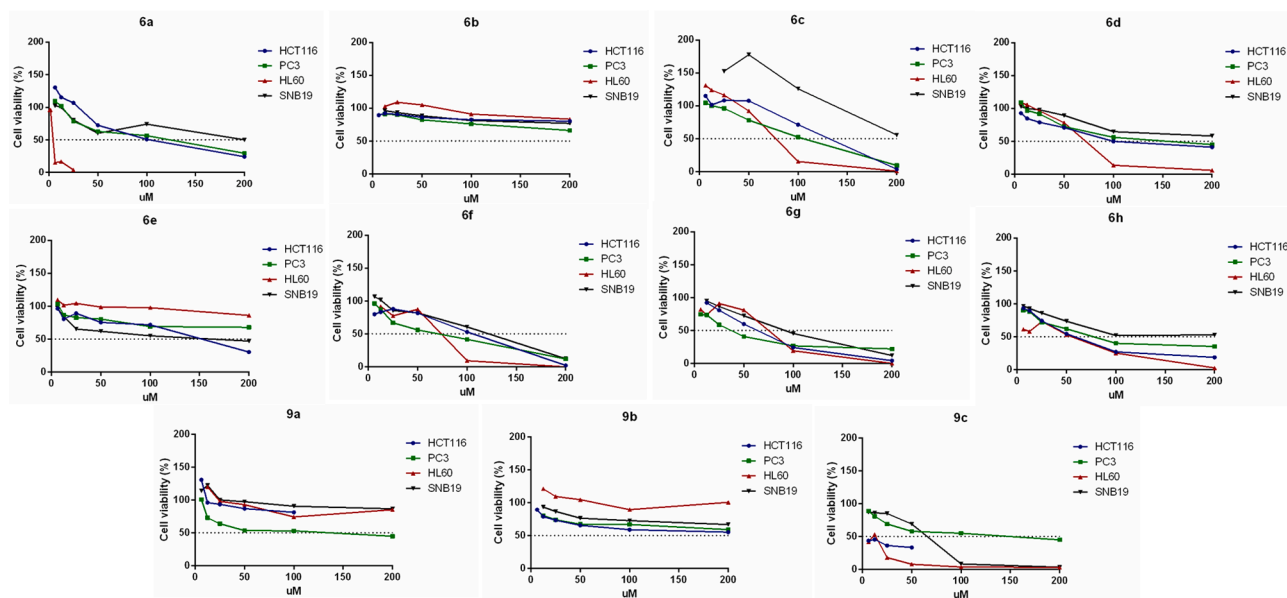 6a
Cell viability (%)
200
150
100
50
0
0 50 100 150 200
uM
HCT116
PC3
HL60
SNB19
6b
Cell viability (%)
200
150
100
50
0
0 50 100 150 200
uM
HCT116
PC3
HL60
SNB19
6c
Cell viability (%)
200
150
100
50
0
0 50 100 150 200
uM
HCT116
PC3
HL60
SNB19
6d
Cell viability (%)
200
150
100
50
0
0 50 100 150 200
uM
HCT116
PC3
HL60
SNB19
6e
Cell viability (%)
200
150
100
50
0
0 50 100 150 200
uM
HCT116
PC3
HL60
SNB19
6f
Cell viability (%)
200
150
100
50
0
0 50 100 150 200
uM
HCT116
PC3
HL60
SNB19
6g
Cell viability (%)
200
150
100
50
0
0 50 100 150 200
uM
HCT116
PC3
HL60
SNB19
6h
Cell viability (%)
200
150
100
50
0
0 50 100 150 200
uM
HCT116
PC3
HL60
SNB19
9a
Cell viability (%)
200
150
100
50
0
0 50 100 150 200
uM
HCT116
PC3
HL60
SNB19
9b
Cell viability (%)
200
150
100
50
0
0 50 100 150 200
uM
HCT116
PC3
HL60
SNB19
9c
Cell viability (%)
200
150
100
50
0
0 50 100 150 200
uM
HCT116
PC3
HL60
SNB19